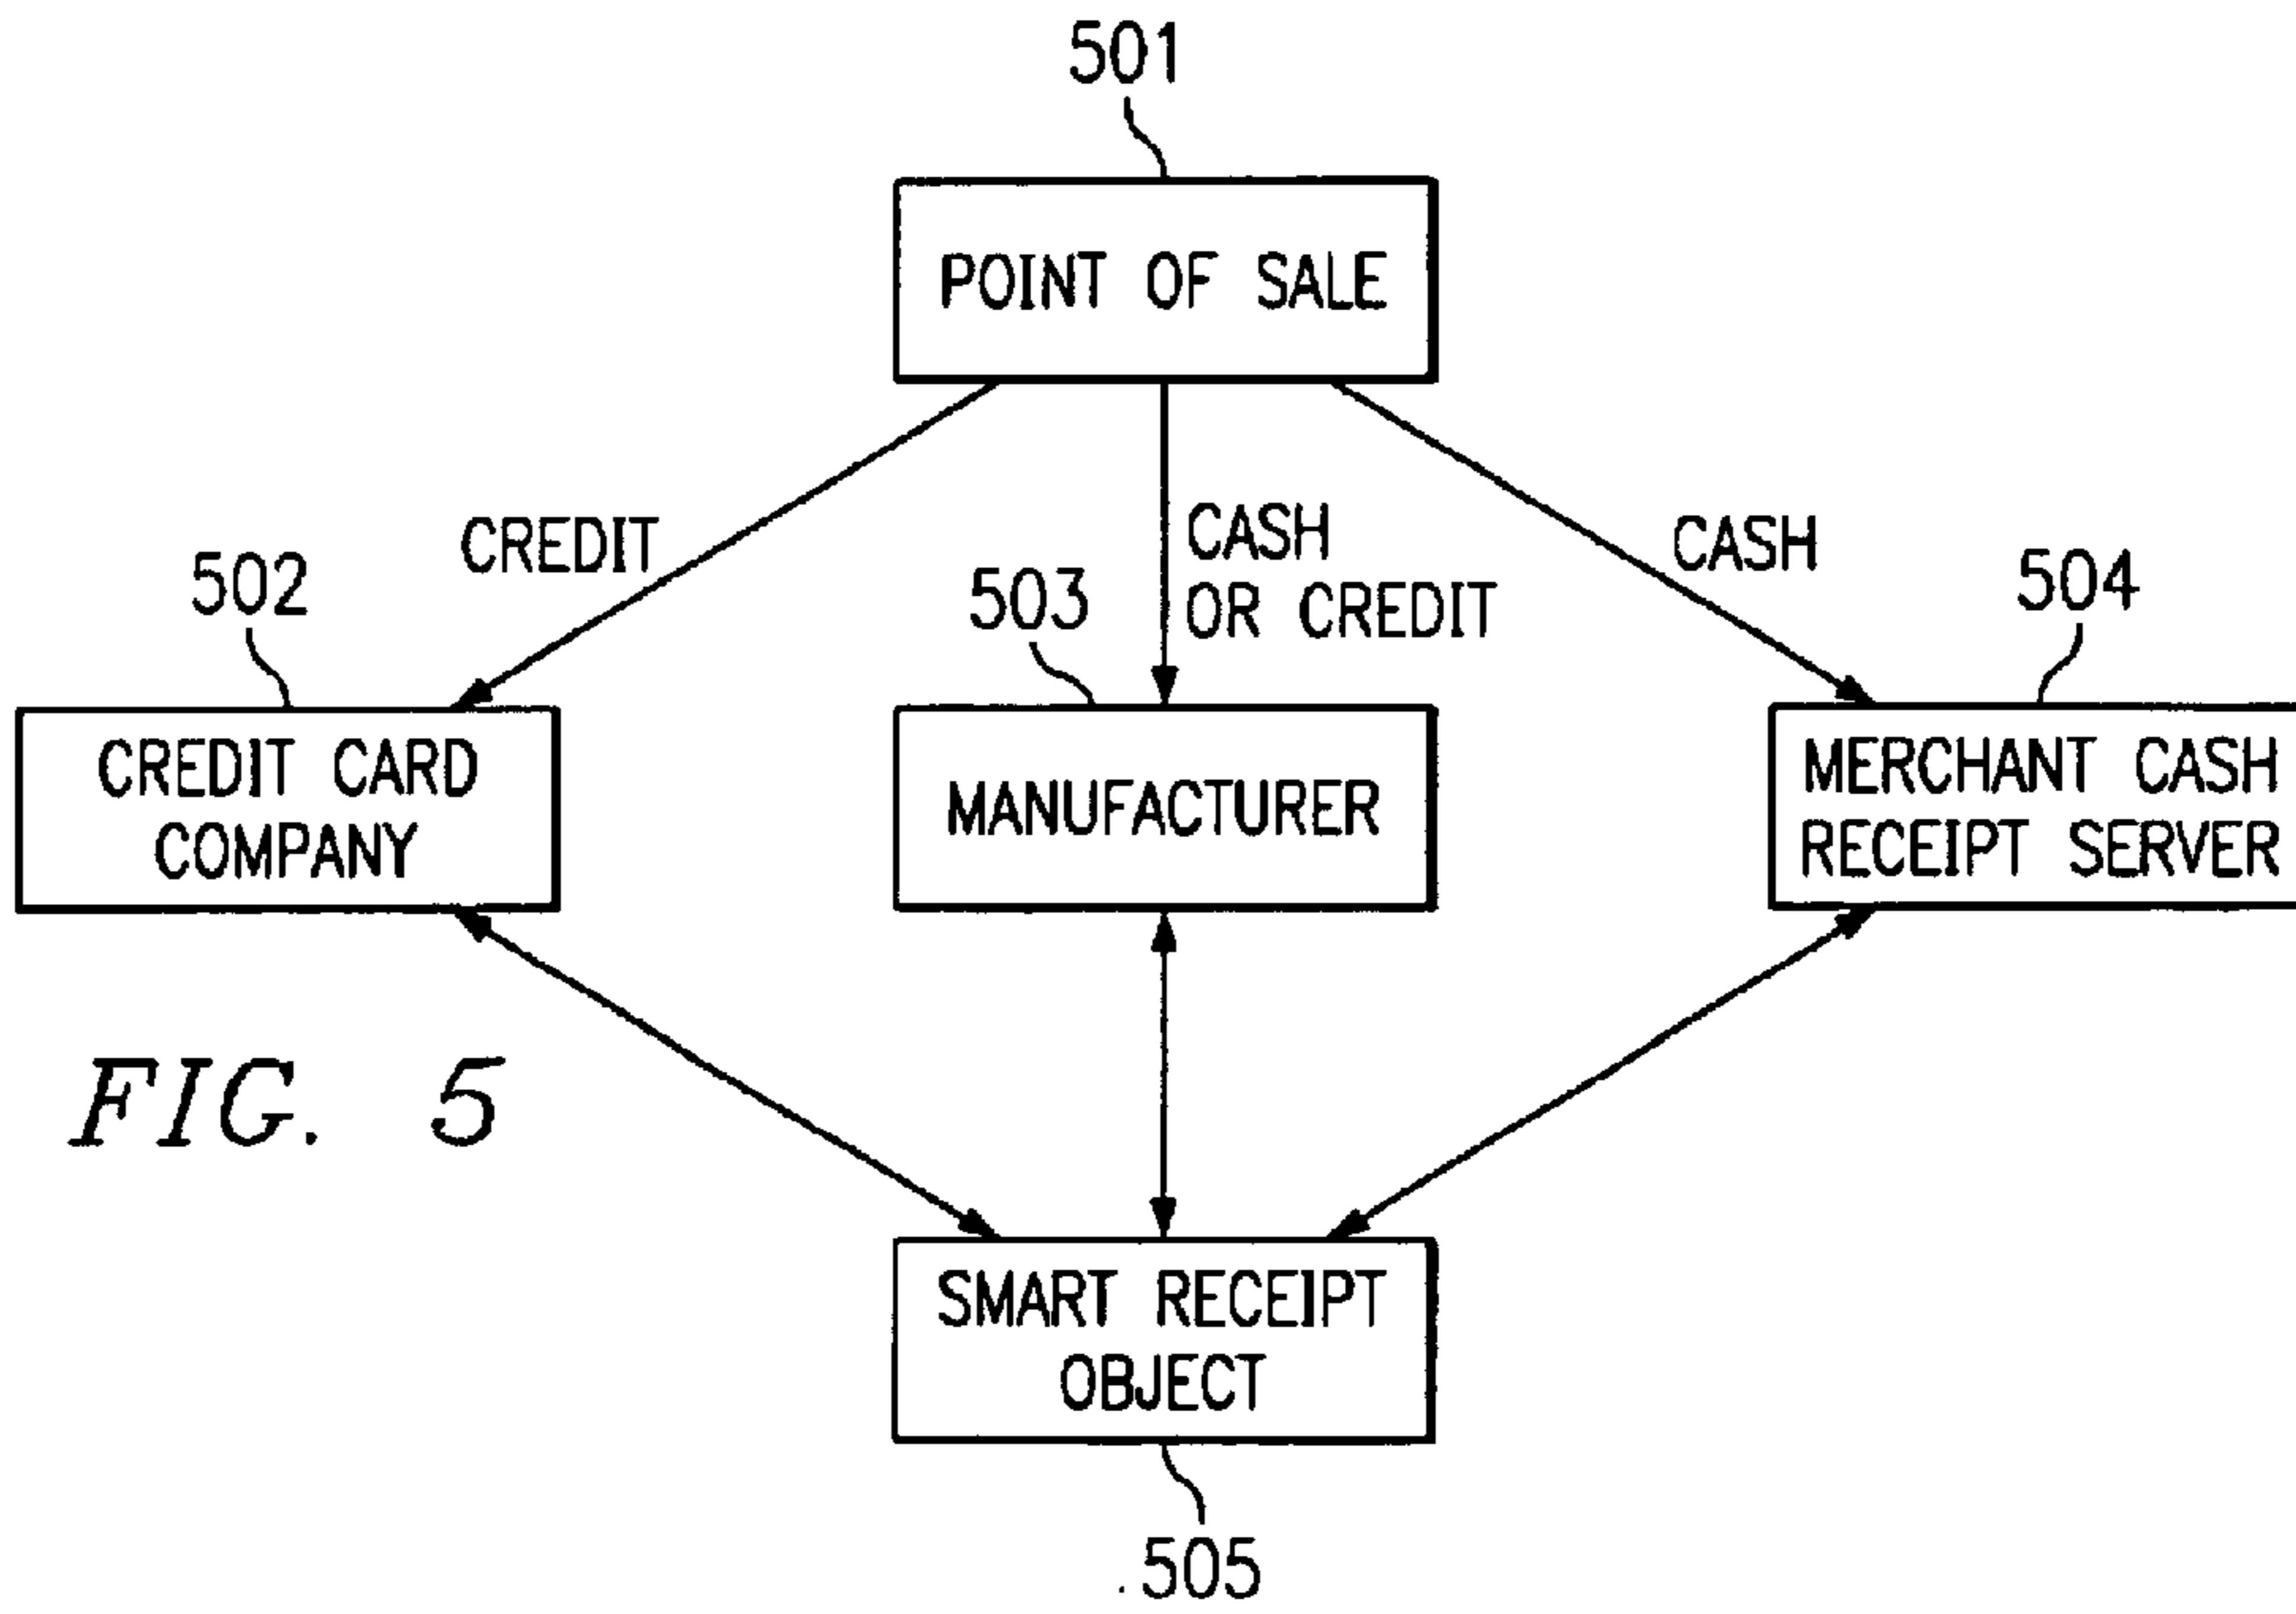 501
POINT OF SALE
CREDIT
CASH
OR CREDIT
CASH
502
503
504
CREDIT CARD
COMPANY
MANUFACTURER
MERCHANT CASH
RECEIPT SERVER
FIG. 5
SMART RECEIPT
OBJECT
505